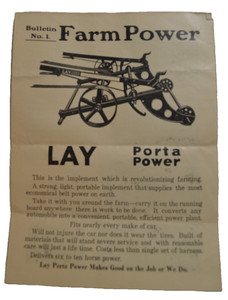 Bulletin
No. 1.
Farm Power
LAY
Porta
Power
This is the implement which is revolutionizing farming.
A strong, light, portable implement that supplies the most
economical belt power on earth.
Take it with you around the farm—carry it on the running
board anywhere there is work to be done. It converts any
automobile into a convenient, portable, efficient power plant.
Fits nearly every make of car.
Will not injure the car nor does it wear the tires. Built of
materials that will stand severe service and with reasonable
care will last a life time. Costs less than single set of harness.
Delivers six to ten horse power.
Lay Porta Power Makes Good on the Job or We Do.